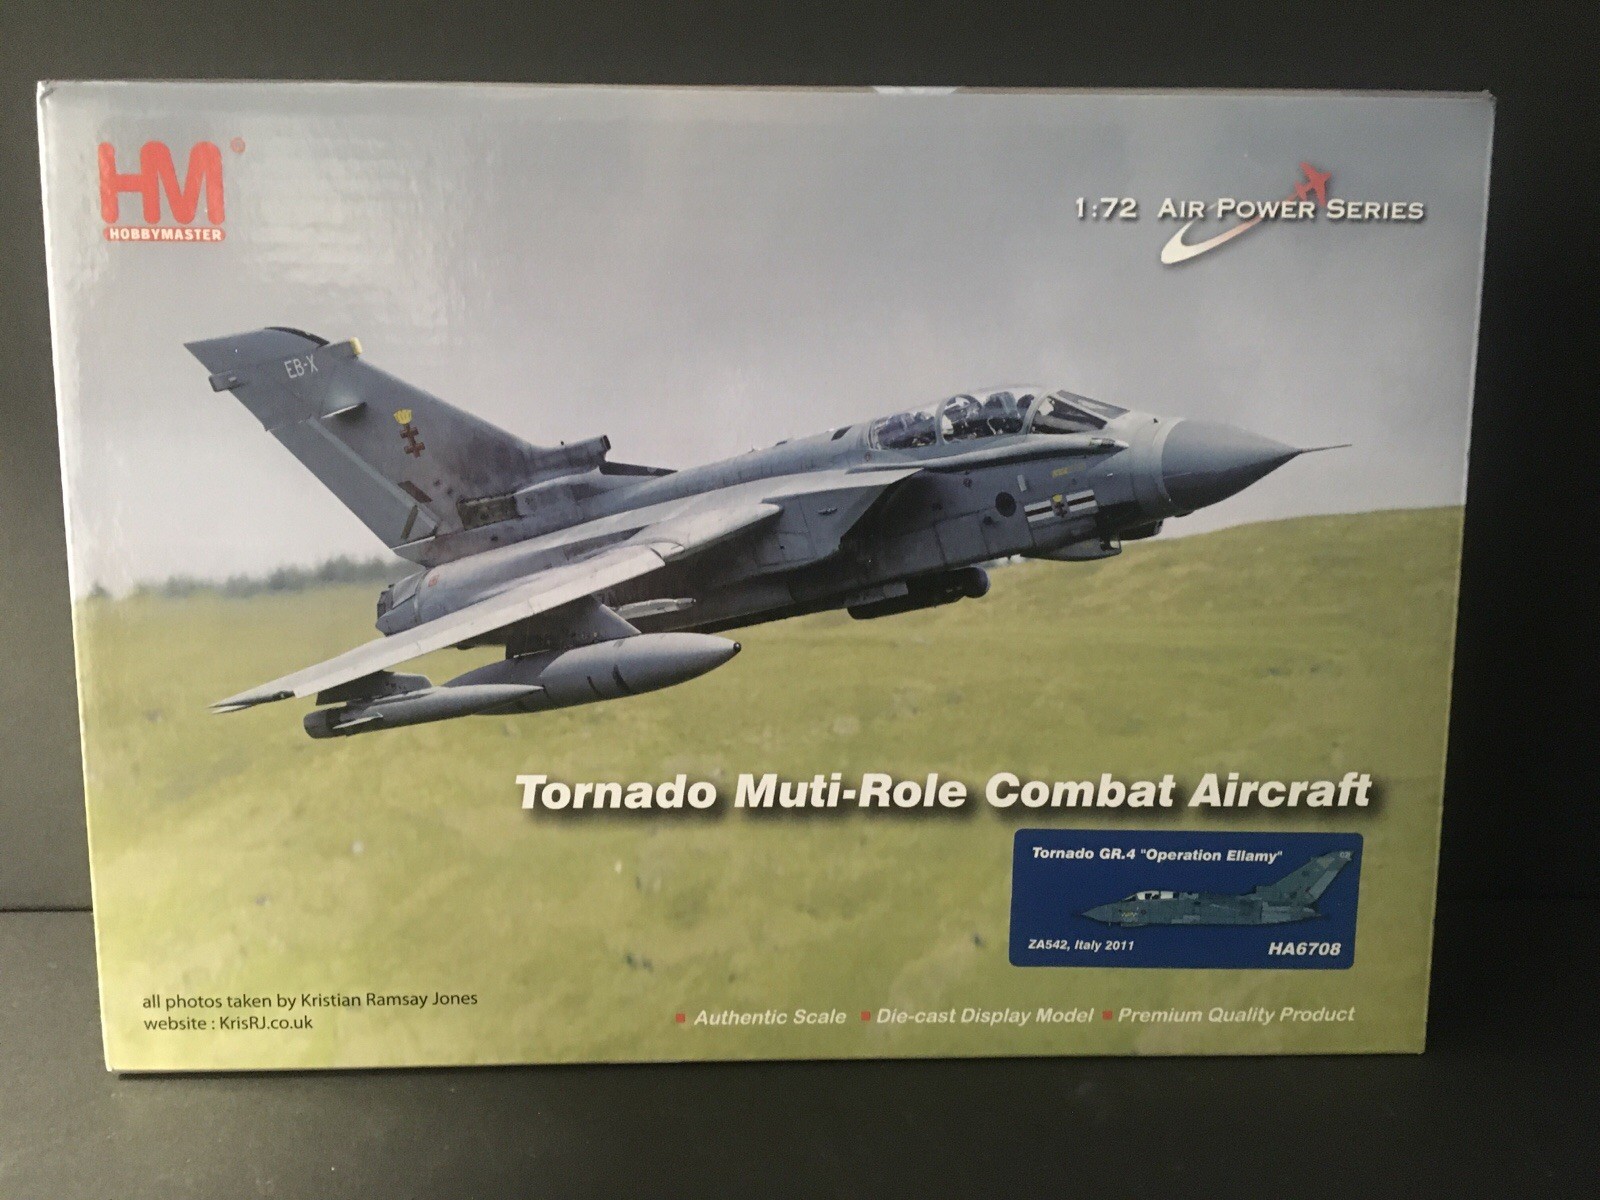 HM®
HOBBYMASTER
1:72 AIR POWER SERIES
EB-X
Tornado Muti-Role Combat Aircraft
Tornado GR.4 "Operation Ellamy"
ZA542, Italy 2011
HA6708
all photos taken by Kristian Ramsay Jones
website : KrisRJ.co.uk
Authentic Scale Die-cast Display Model Premium Quality Product